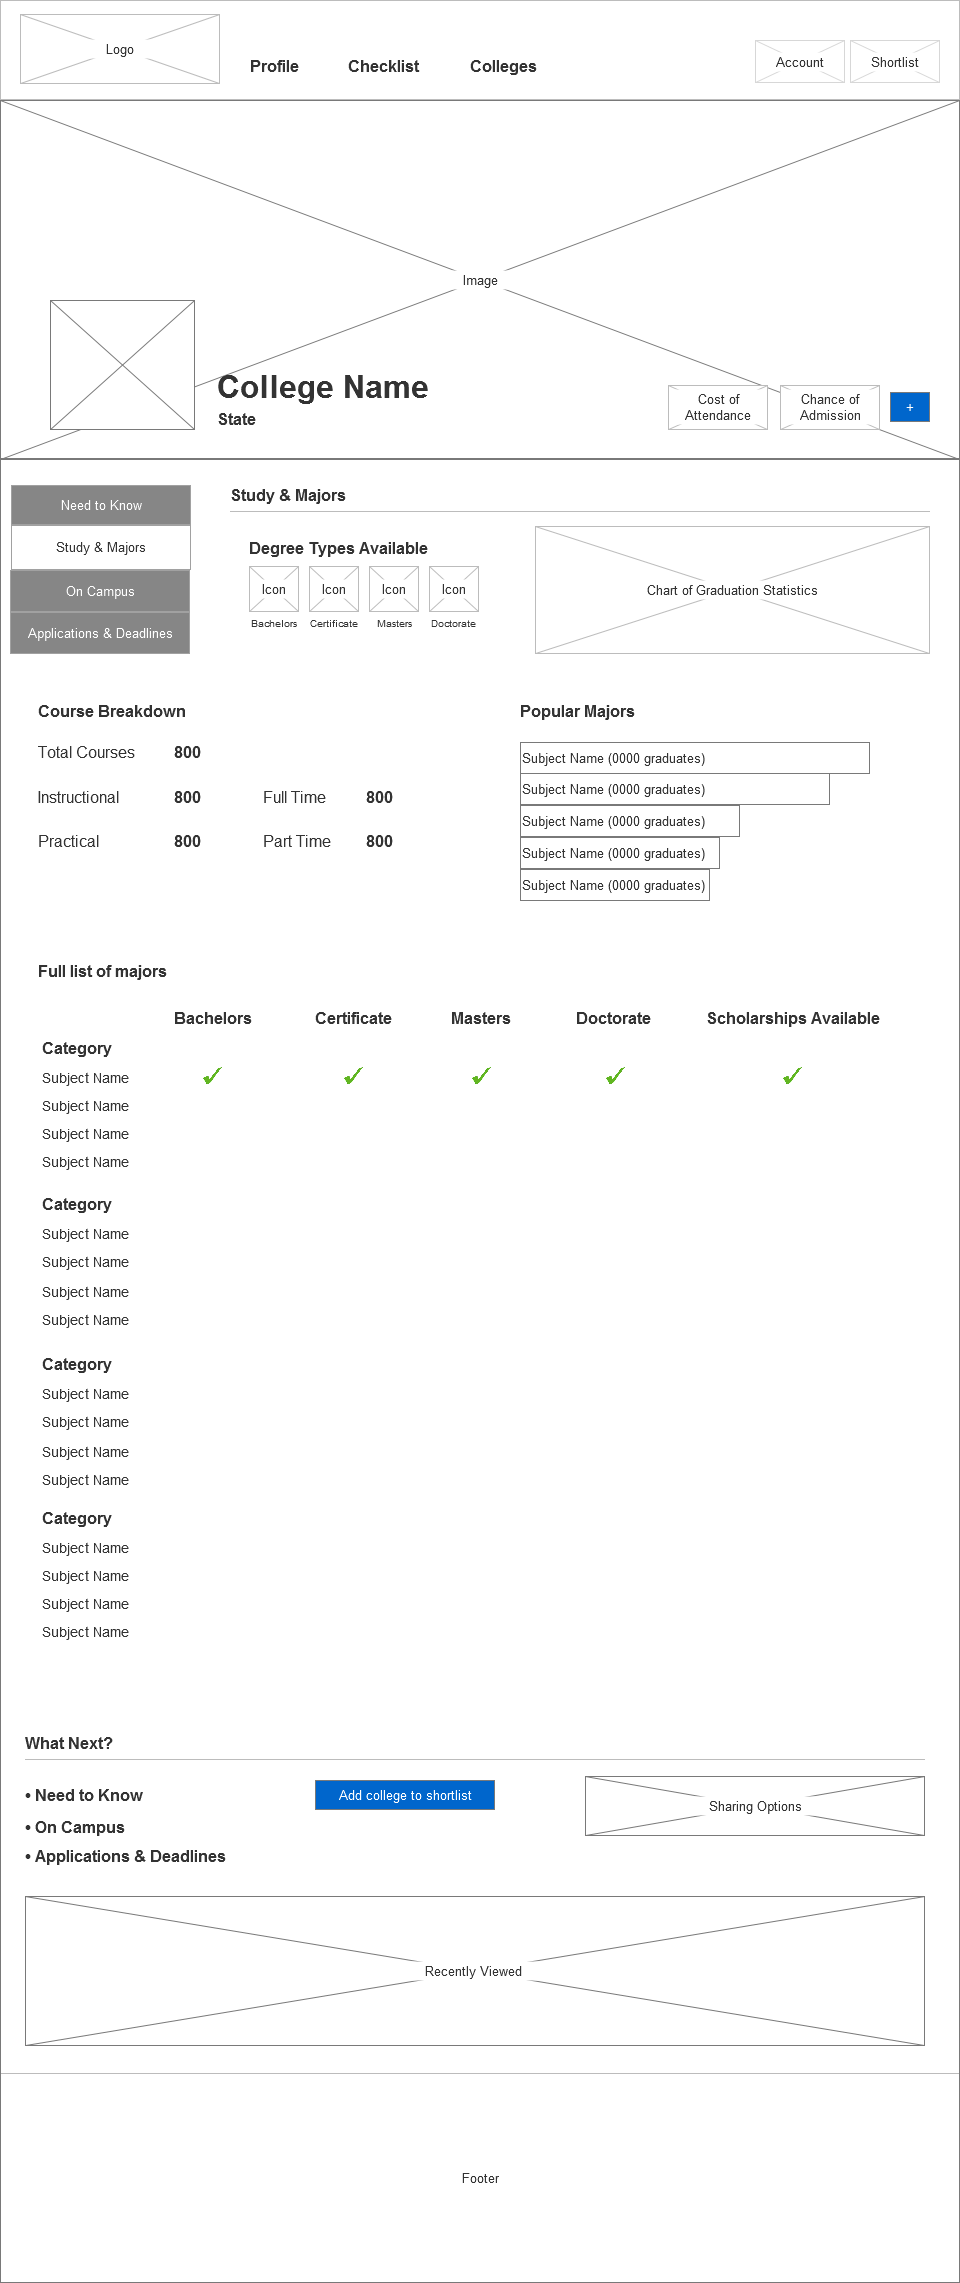 Logo
Profile Checklist Colleges
Account Shortlist
Image
College Name
State
Cost of
Attendance
Chance of
Admission
+
Need to Know
Study & Majors
On Campus
Applications & Deadlines
Study & Majors
Degree Types Available
Icon Icon Icon Icon
Bachelors Certificate Masters Doctorate
Chart of Graduation Statistics
Course Breakdown
Total Courses 800
Instructional 800 Full Time 800
Practical 800 Part Time 800
Popular Majors
Subject Name (0000 graduates)
Subject Name (0000 graduates)
Subject Name (0000 graduates)
Subject Name (0000 graduates)
Subject Name (0000 graduates)
Full list of majors
Bachelors Certificate Masters Doctorate Scholarships Available
Category
Subject Name ✓ ✓ ✓ ✓ ✓
Subject Name
Subject Name
Subject Name
Category
Subject Name
Subject Name
Subject Name
Subject Name
Category
Subject Name
Subject Name
Subject Name
Subject Name
Category
Subject Name
Subject Name
Subject Name
Subject Name
What Next?
• Need to Know
• On Campus
• Applications & Deadlines
Add college to shortlist
Sharing Options
Recently Viewed
Footer